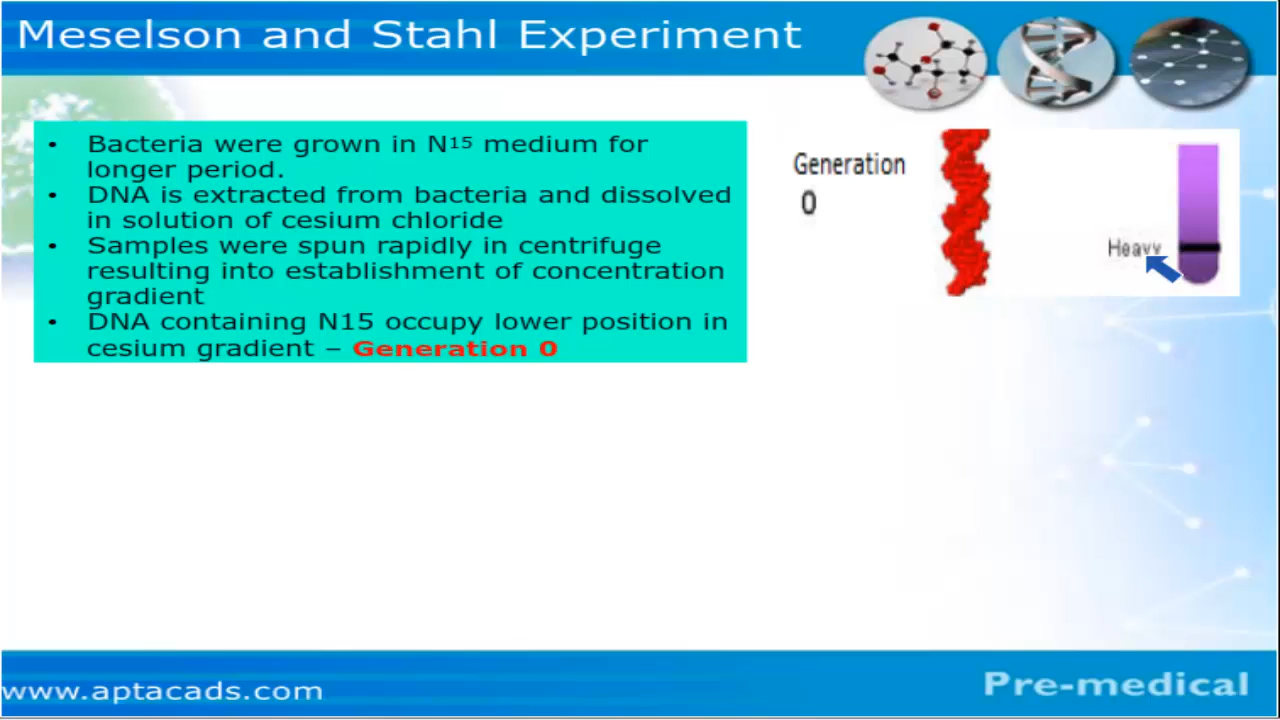 Meselson and Stahl Experiment
• Bacteria were grown in N15 medium for
longer period.
• DNA is extracted from bacteria and dissolved
in solution of cesium chloride
• Samples were spun rapidly in centrifuge
resulting into establishment of concentration
gradient
• DNA containing N15 occupy lower position in
cesium gradient – Generation 0
Generation
0
Heavy
www.aptacads.com
Pre-medical